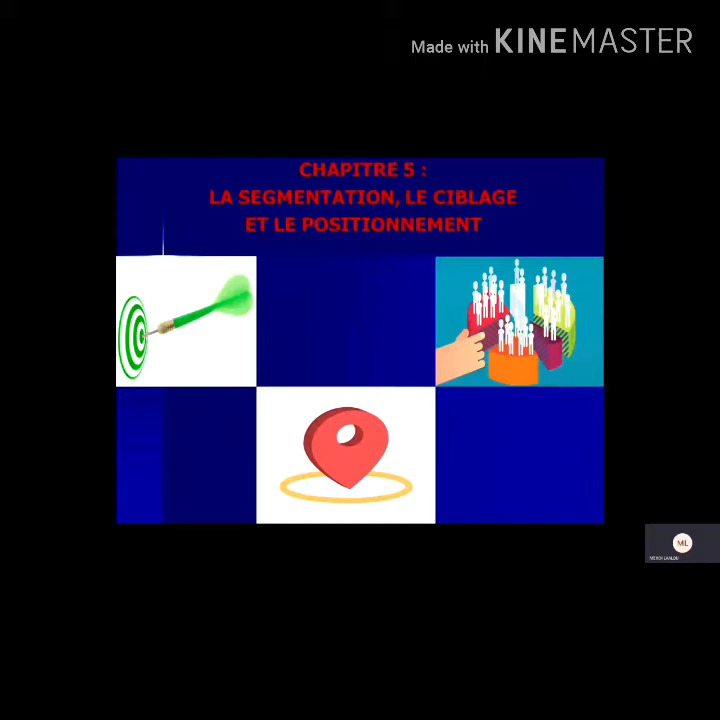 Made with KINEMASTER
CHAPITRE 5 :
LA SEGMENTATION, LE CIBLAGE
ET LE POSITIONNEMENT
ML